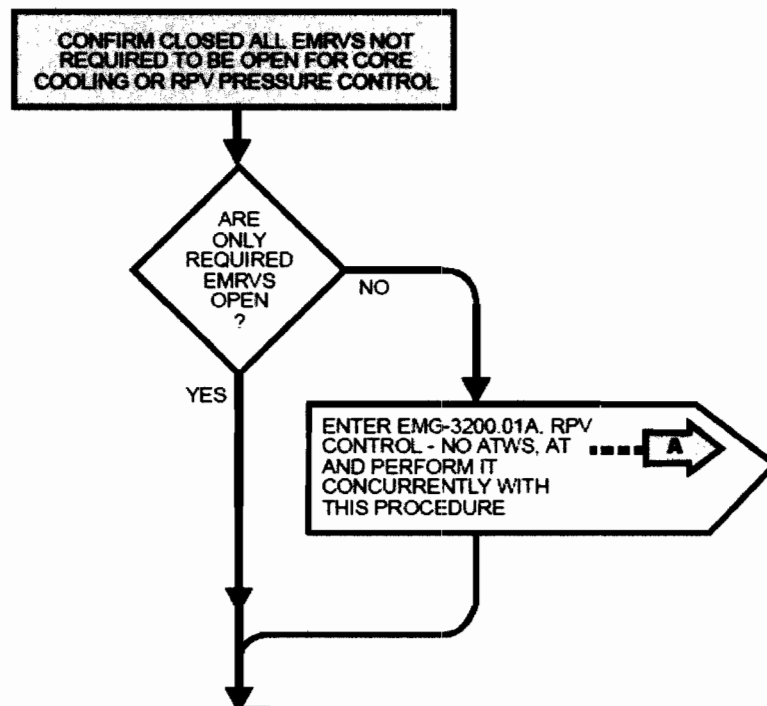 CONFIRM CLOSED ALL EMRVS NOT
REQUIRED TO BE OPEN FOR CORE
COOLING OR RPV PRESSURE CONTROL
ARE
ONLY
REQUIRED
EMRVS
OPEN
?
NO
YES
ENTER EMG-3200.01A. RPV
CONTROL - NO ATWS, AT
A
AND PERFORM IT
CONCURRENTLY WITH
THIS PROCEDURE